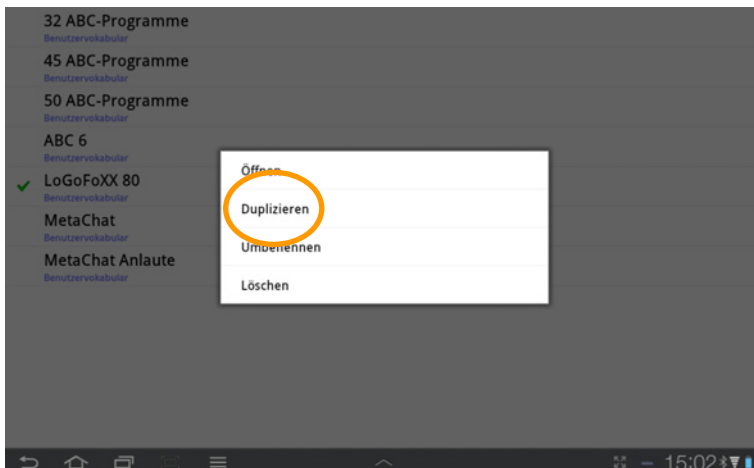 32 ABC-Programme
Benutzervokabular
45 ABC-Programme
Benutzervokabular
50 ABC-Programme
Benutzervokabular
ABC 6
Benutzervokabular
LoGoFoXX 80
Benutzervokabular
MetaChat
Benutzervokabular
MetaChat Anlaute
Benutzervokabular
Öffnen
Duplizieren
Umbenennen
Löschen
15:02